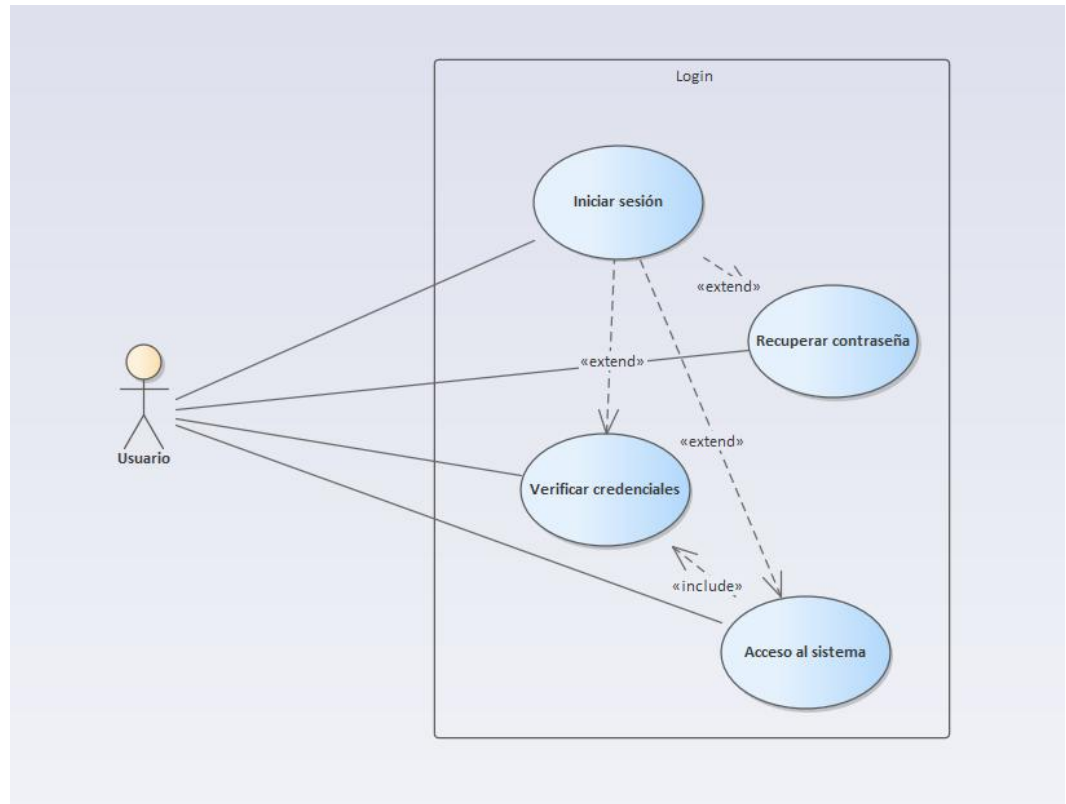 Login
Iniciar sesión
«extend»
Recuperar contraseña
«extend»
Usuario
«extend»
Verificar credenciales
«include»
Acceso al sistema